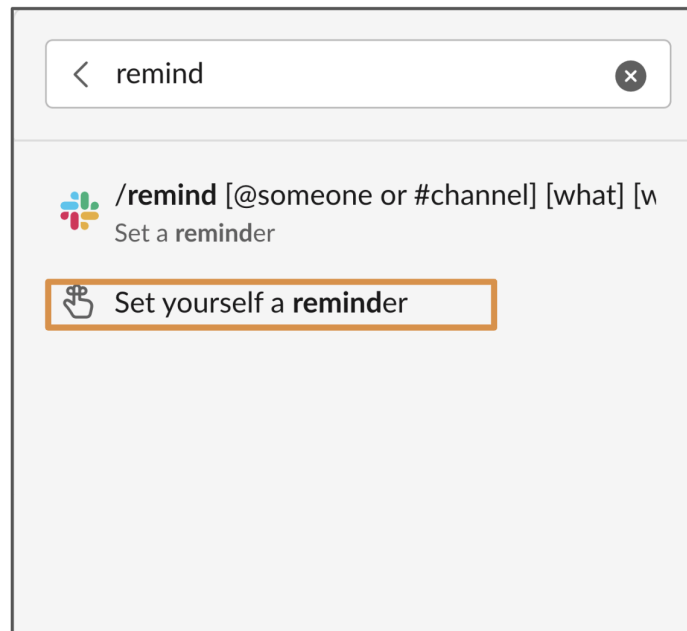 remind
/remind [@someone or #channel] [what] [w
Set a reminder
Set yourself a reminder